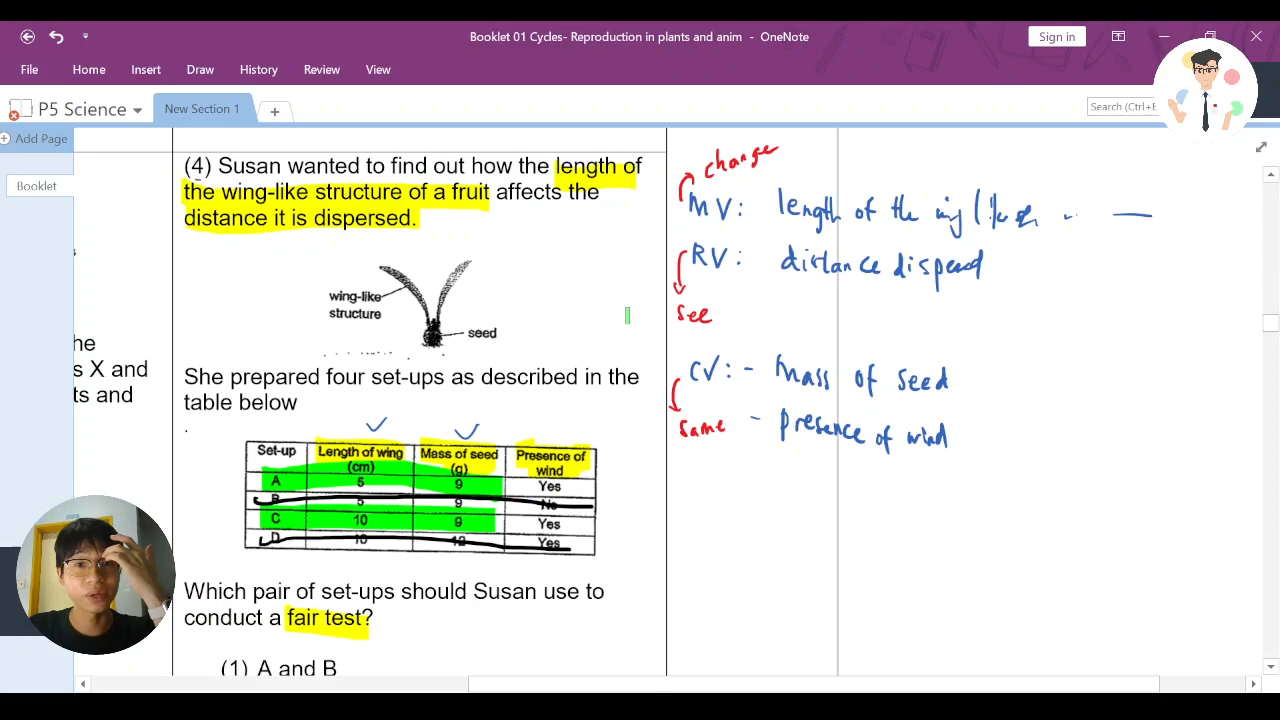 Booklet 01 Cycles- Reproduction in plants and anim - OneNote
Sign in
File Home Insert Draw History Review View
P5 Science
New Section 1
+
Search (Ctrl+E
Add Page
Booklet
he
s X and
ts and
(4) Susan wanted to find out how the length of
the wing-like structure of a fruit affects the
distance it is dispersed.
wing-like
structure
seed
She prepared four set-ups as described in the
table below
.
Set-up Length of wing (cm) Mass of seed (g) Presence of wind
A 5 9 Yes
B 5 9 No
C 10 9 Yes
D 10 12 Yes
Which pair of set-ups should Susan use to
conduct a fair test?
(1) A and B
change
MV: length of the wing
RV: distance dispersed
see
CV: - Mass of seed
same - presence of wind